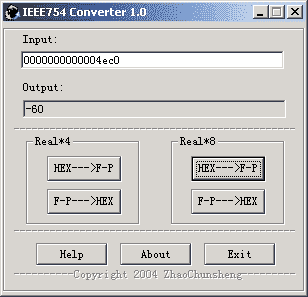 IEEE754 Converter 1.0
Input:
0000000000004ec0
Output:
-60
Real*4 Real*8
HEX--->F-P HEX--->F-P
F-P--->HEX F-P--->HEX
Help About Exit
Copyright 2004 ZhaoChunsheng